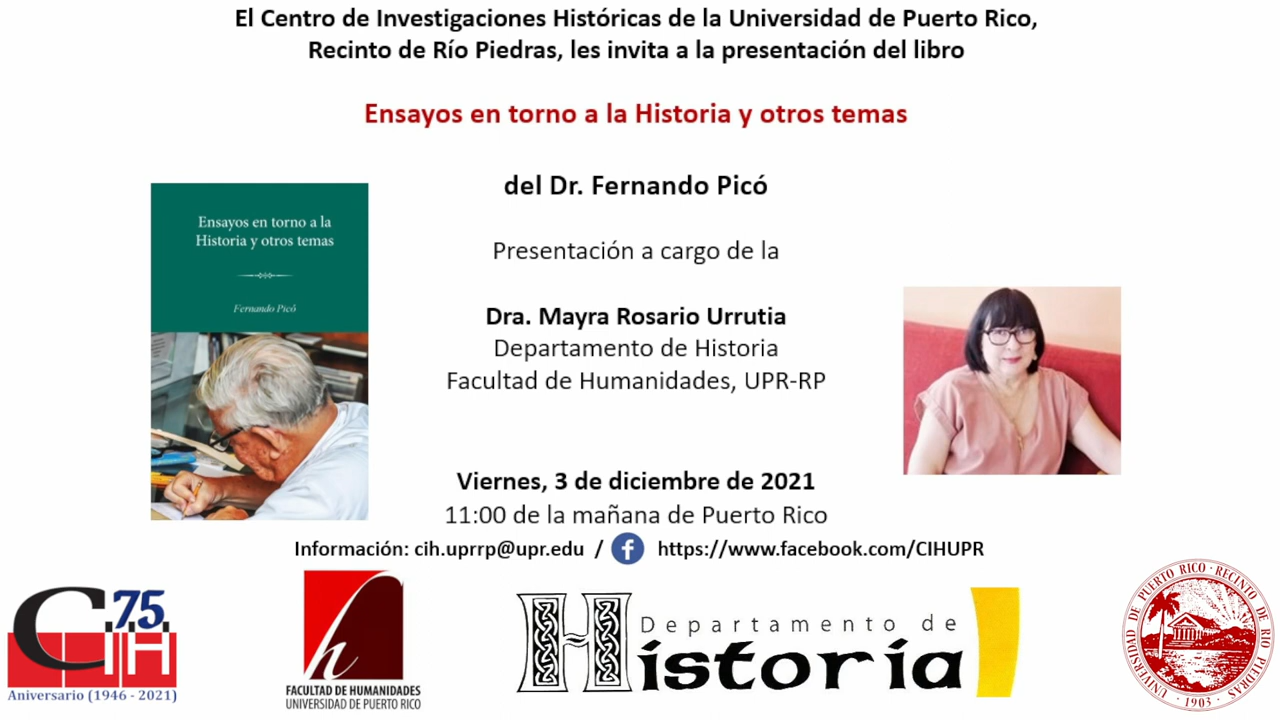 El Centro de Investigaciones Históricas de la Universidad de Puerto Rico,
Recinto de Río Piedras, les invita a la presentación del libro
Ensayos en torno a la Historia y otros temas
del Dr. Fernando Picó
Ensayos en torno a la
Historia y otros temas
Fernando Picó
Presentación a cargo de la
Dra. Mayra Rosario Urrutia
Departamento de Historia
Facultad de Humanidades, UPR-RP
Viernes, 3 de diciembre de 2021
11:00 de la mañana de Puerto Rico
Información: cih.uprrp@upr.edu / f https://www.facebook.com/CIHUPR
C.I.H. 75
Aniversario (1946 - 2021)
h
FACULTAD DE HUMANIDADES
UNIVERSIDAD DE PUERTO RICO
Departamento de
Historia
UNIVERSIDAD DE PUERTO RICO · RECINTO DE RÍO PIEDRAS
· 1903 ·